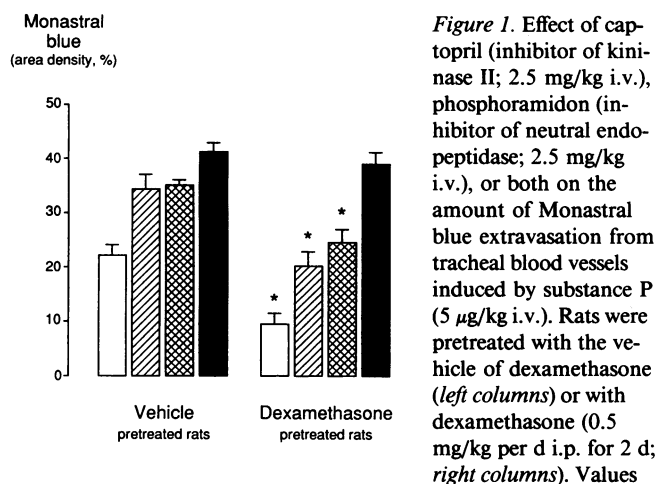 Monastral
blue
(area density, %)
50
40
30
20
10
0
*
*
*
Vehicle
pretreated rats
Dexamethasone
pretreated rats
Figure 1. Effect of cap-
topril (inhibitor of kini-
nase II; 2.5 mg/kg i.v.),
phosphoramidon (in-
hibitor of neutral endo-
peptidase; 2.5 mg/kg
i.v.), or both on the
amount of Monastral
blue extravasation from
tracheal blood vessels
induced by substance P
(5 μg/kg i.v.). Rats were
pretreated with the ve-
hicle of dexamethasone
(left columns) or with
dexamethasone (0.5
mg/kg per d i.p. for 2 d;
right columns). Values